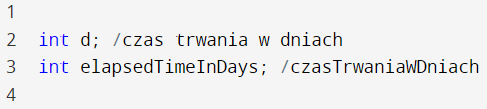 1
2 int d; /czas trwania w dniach
3 int elapsedTimeInDays; /czasTrwaniaWDniach
4